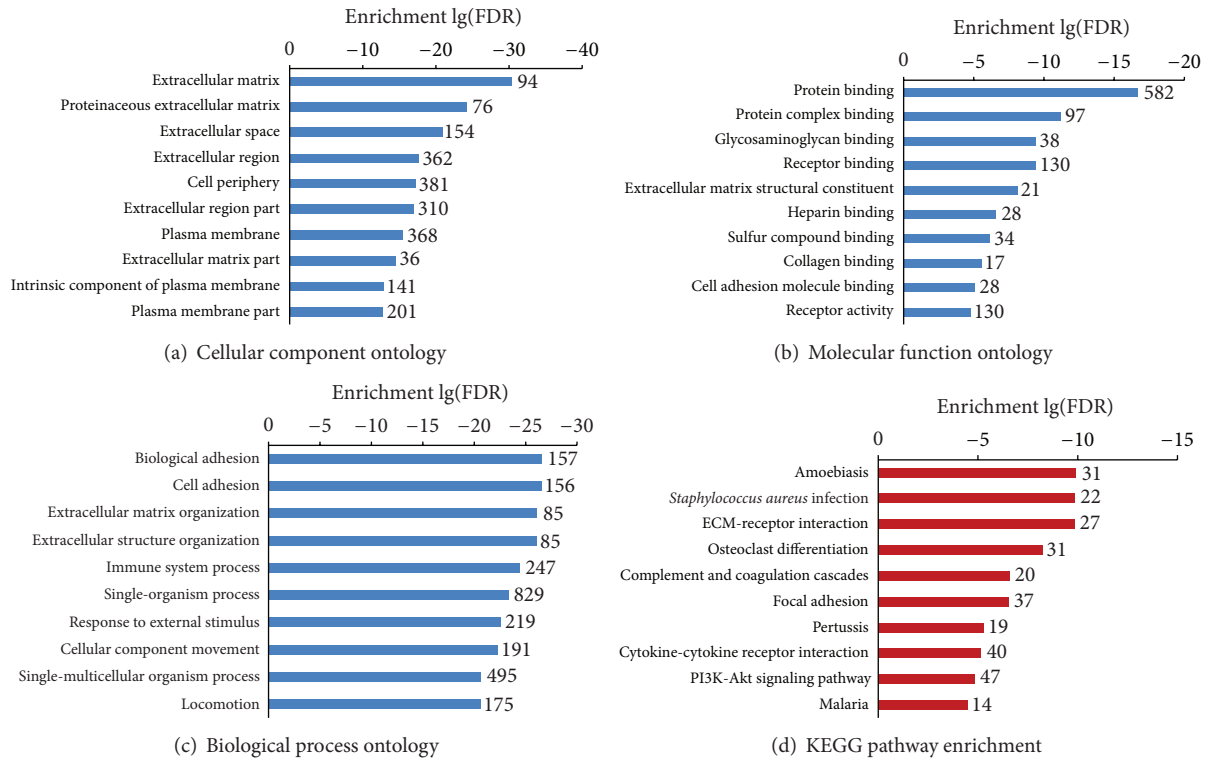 Enrichment lg(FDR)
0 −10 −20 −30 −40
Extracellular matrix 94
Proteinaceous extracellular matrix 76
Extracellular space 154
Extracellular region 362
Cell periphery 381
Extracellular region part 310
Plasma membrane 368
Extracellular matrix part 36
Intrinsic component of plasma membrane 141
Plasma membrane part 201
(a) Cellular component ontology
Enrichment lg(FDR)
0 −5 −10 −15 −20
Protein binding 582
Protein complex binding 97
Glycosaminoglycan binding 38
Receptor binding 130
Extracellular matrix structural constituent 21
Heparin binding 28
Sulfur compound binding 34
Collagen binding 17
Cell adhesion molecule binding 28
Receptor activity 130
(b) Molecular function ontology
Enrichment lg(FDR)
0 −5 −10 −15 −20 −25 −30
Biological adhesion 157
Cell adhesion 156
Extracellular matrix organization 85
Extracellular structure organization 85
Immune system process 247
Single-organism process 829
Response to external stimulus 219
Cellular component movement 191
Single-multicellular organism process 495
Locomotion 175
(c) Biological process ontology
Enrichment lg(FDR)
0 −5 −10 −15
Amoebiasis 31
Staphylococcus aureus infection 22
ECM-receptor interaction 27
Osteoclast differentiation 31
Complement and coagulation cascades 20
Focal adhesion 37
Pertussis 19
Cytokine-cytokine receptor interaction 40
PI3K-Akt signaling pathway 47
Malaria 14
(d) KEGG pathway enrichment